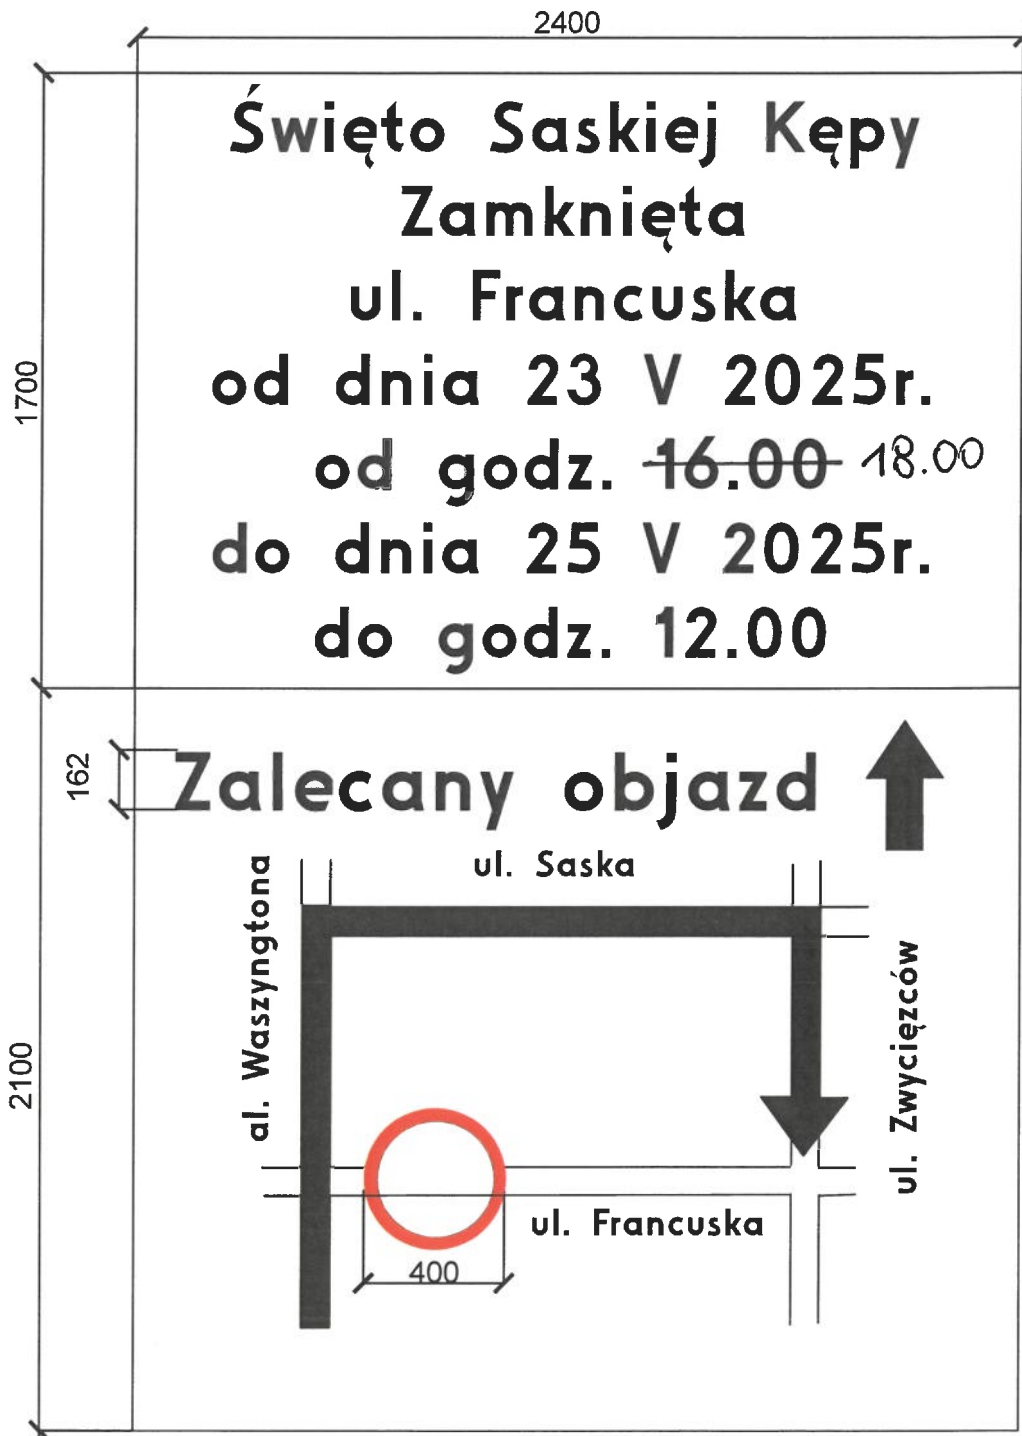 2400
Święto Saskiej Kępy
Zamknięta
ul. Francuska
od dnia 23 V 2025r.
od godz. 16.00 18.00
do dnia 25 V 2025r.
do godz. 12.00
1700
162
Zalecany objazd
ul. Saska
al. Waszyngtona
ul. Zwycięzców
2100
ul. Francuska
400